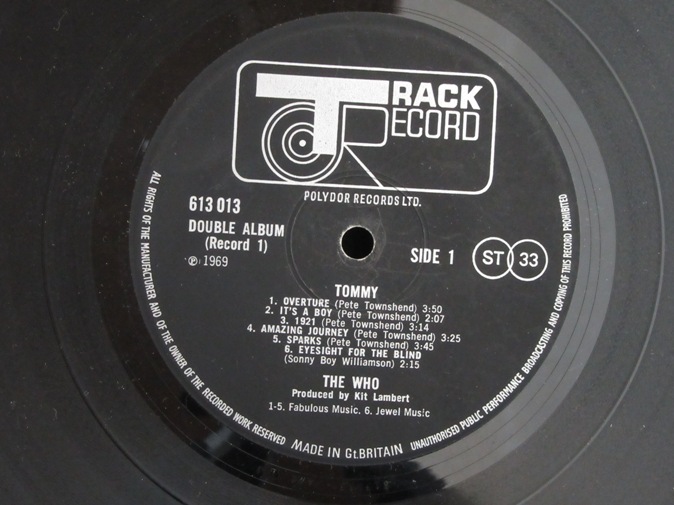 TRACK
RECORD
POLYDOR RECORDS LTD.
613 013
DOUBLE ALBUM
(Record 1)
℗ 1969
SIDE 1
ST 33
TOMMY
1. OVERTURE (Pete Townshend) 3:50
2. IT'S A BOY (Pete Townshend) 2:07
3. 1921 (Pete Townshend) 3:14
4. AMAZING JOURNEY (Pete Townshend) 3:25
5. SPARKS (Pete Townshend) 3:45
6. EYESIGHT FOR THE BLIND
(Sonny Boy Williamson) 2:15
THE WHO
Produced by Kit Lambert
1-5. Fabulous Music. 6. Jewel Music
ALL RIGHTS OF THE MANUFACTURER AND OF THE OWNER OF THE RECORDED WORK RESERVED
MADE IN Gt.BRITAIN
UNAUTHORISED PUBLIC PERFORMANCE BROADCASTING AND COPYING OF THIS RECORD PROHIBITED